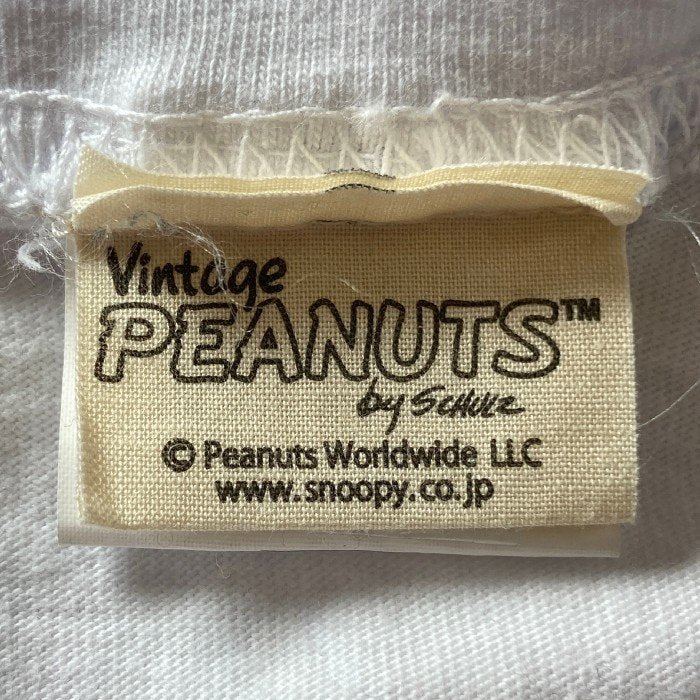 Vintage
PEANUTS™
by SCHULZ
© Peanuts Worldwide LLC
www.snoopy.co.jp